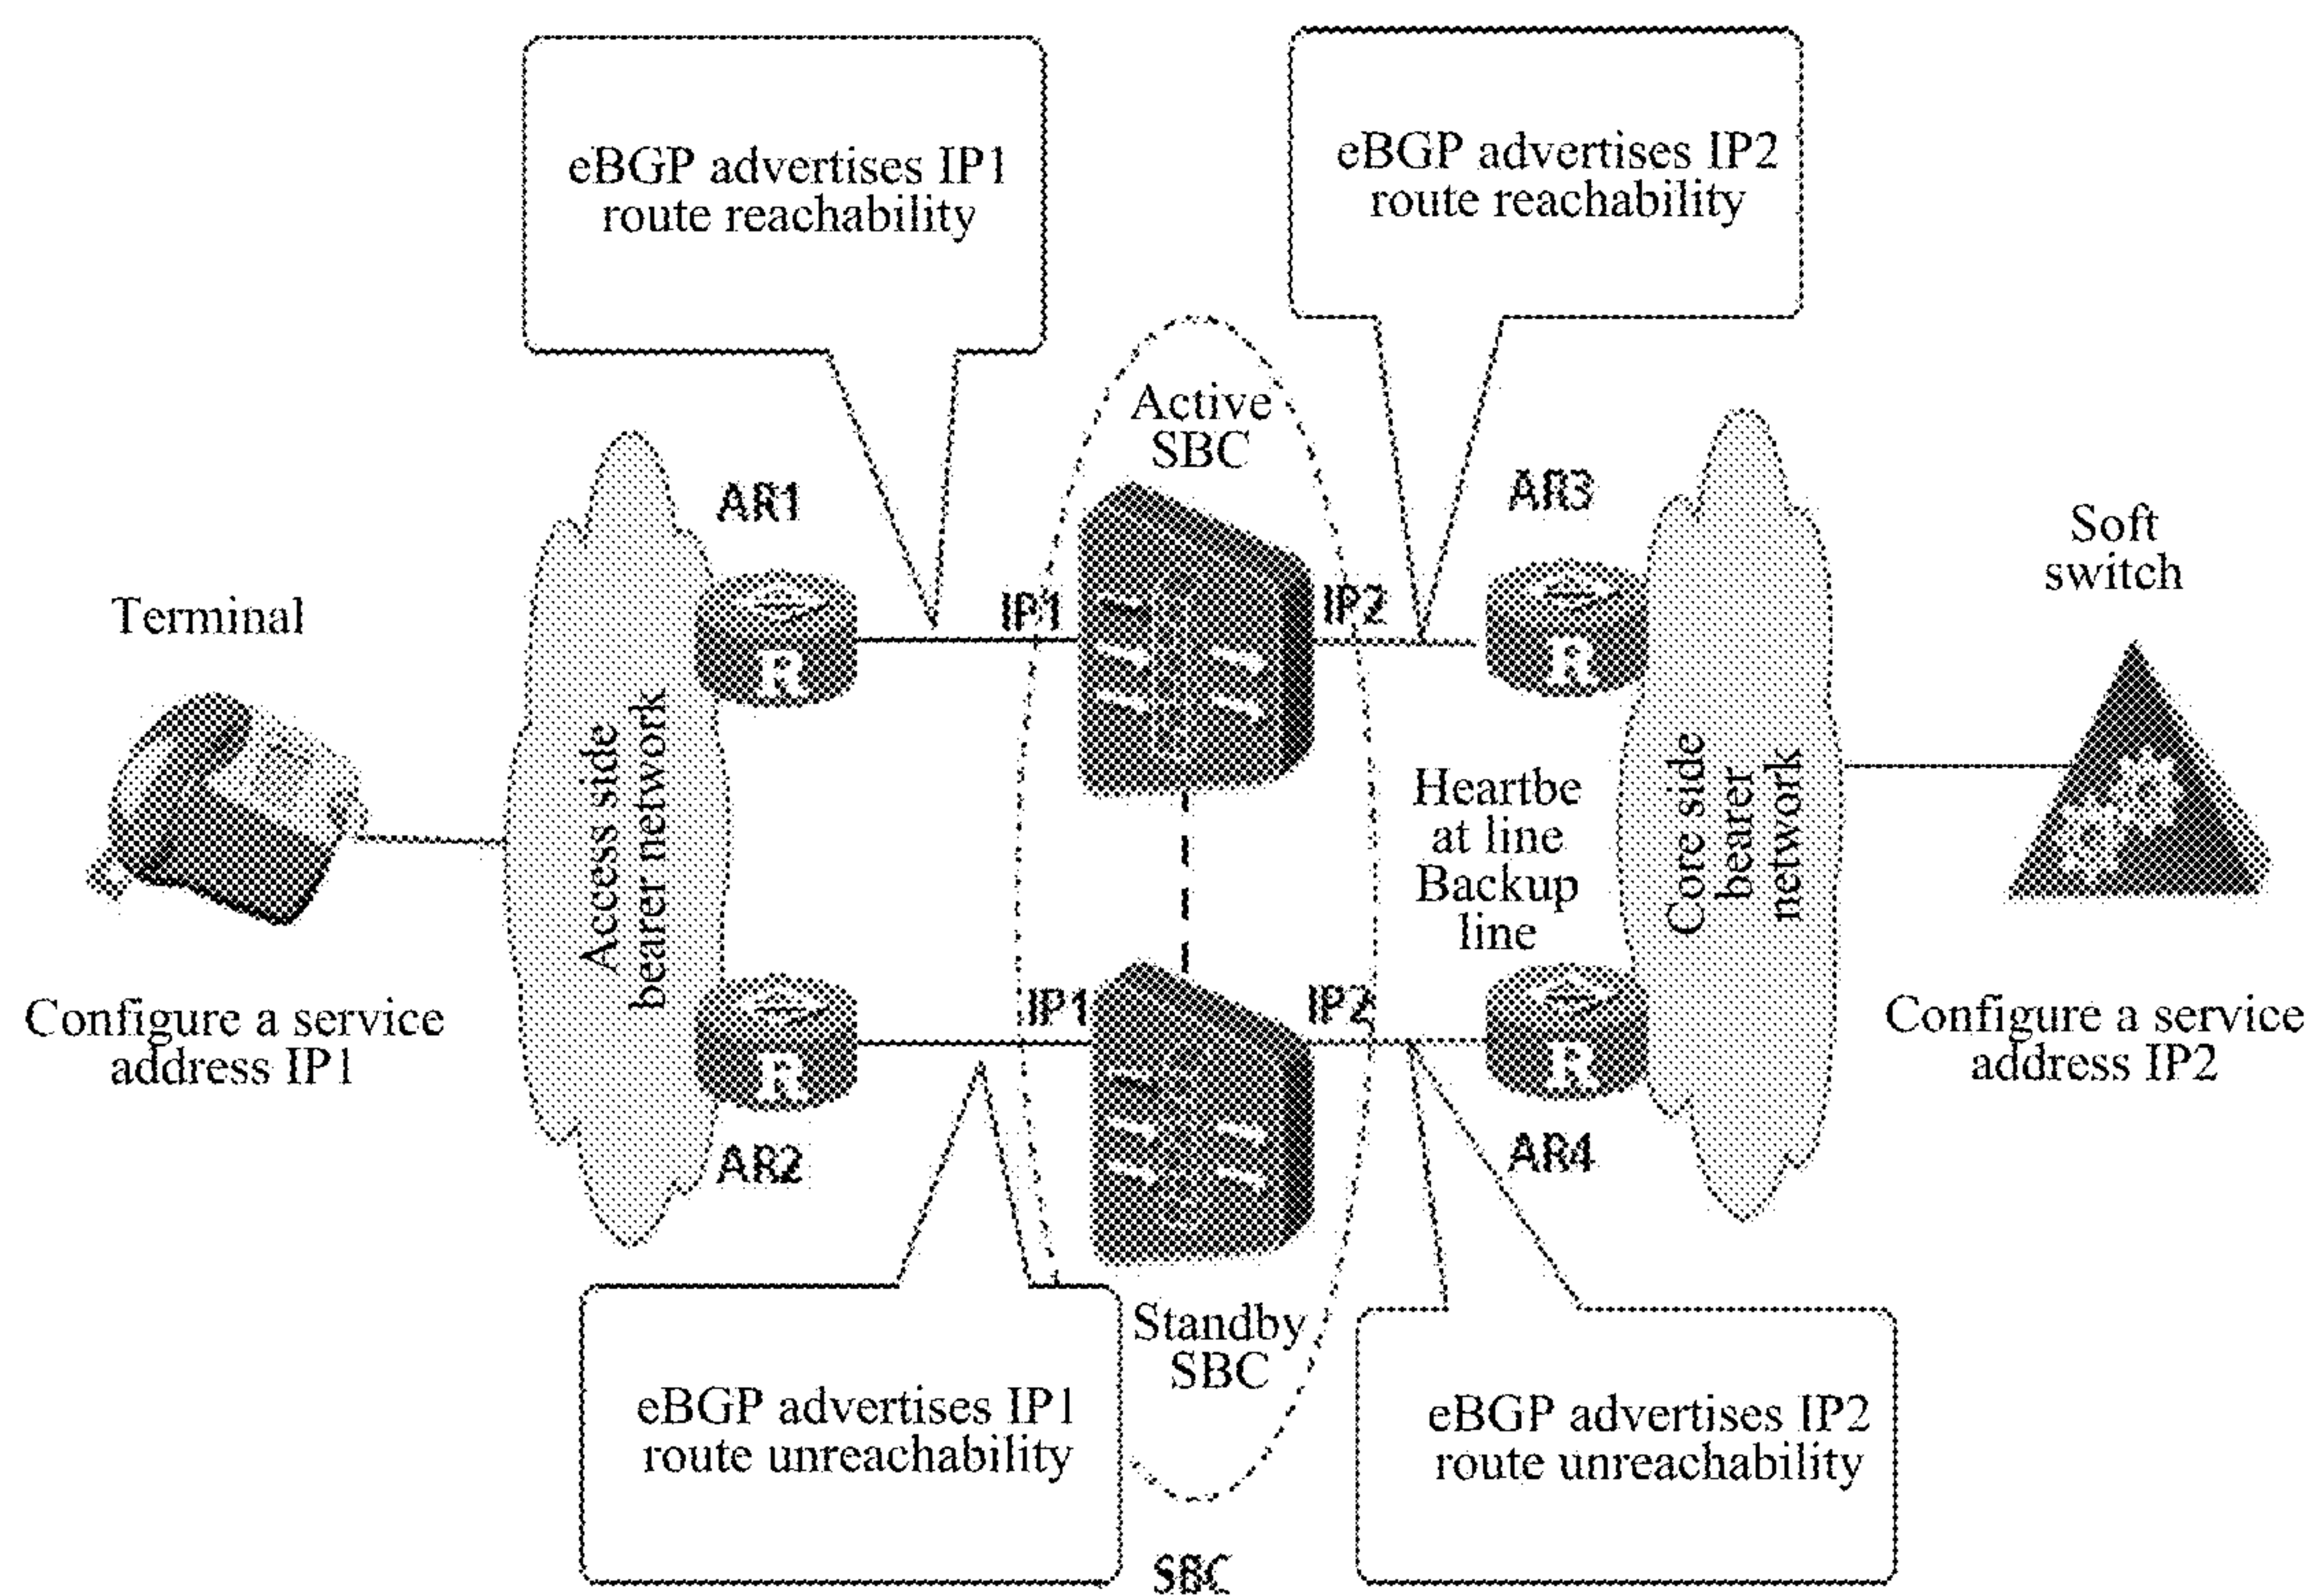 eBGP advertises IP1
route reachability
eBGP advertises IP2
route reachability
Active
SBC
AR1
AR3
Soft
switch
Terminal
IP1
IP2
R
R
Access side
bearer network
Heartbe
at line
Backup
line
Core side
bearer
network
Configure a service
address IP1
IP1
IP2
Configure a service
address IP2
R
R
AR2
AR4
Standby
SBC
eBGP advertises IP1
route unreachability
eBGP advertises IP2
route unreachability
SBC